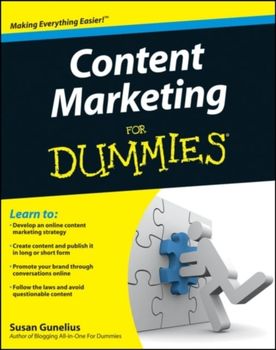 Making Everything Easier!™
Content
Marketing
FOR
DUMMIES®
Learn to:
• Develop an online content
marketing strategy
• Create content and publish it
in long or short form
• Promote your brand through
conversations online
• Follow the laws and avoid
questionable content
Susan Gunelius
Author of Blogging All-in-One For Dummies